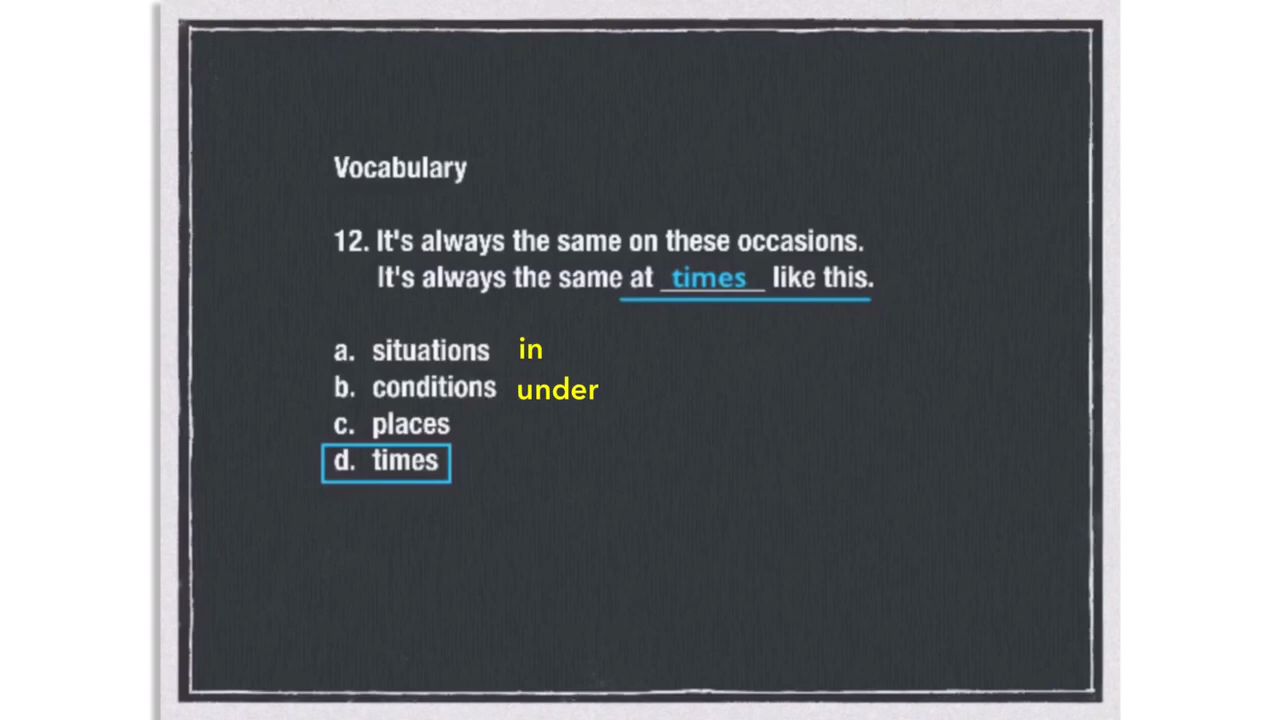 Vocabulary
12. It's always the same on these occasions.
It's always the same at __times__ like this.
a. situations in
b. conditions under
c. places
d. times